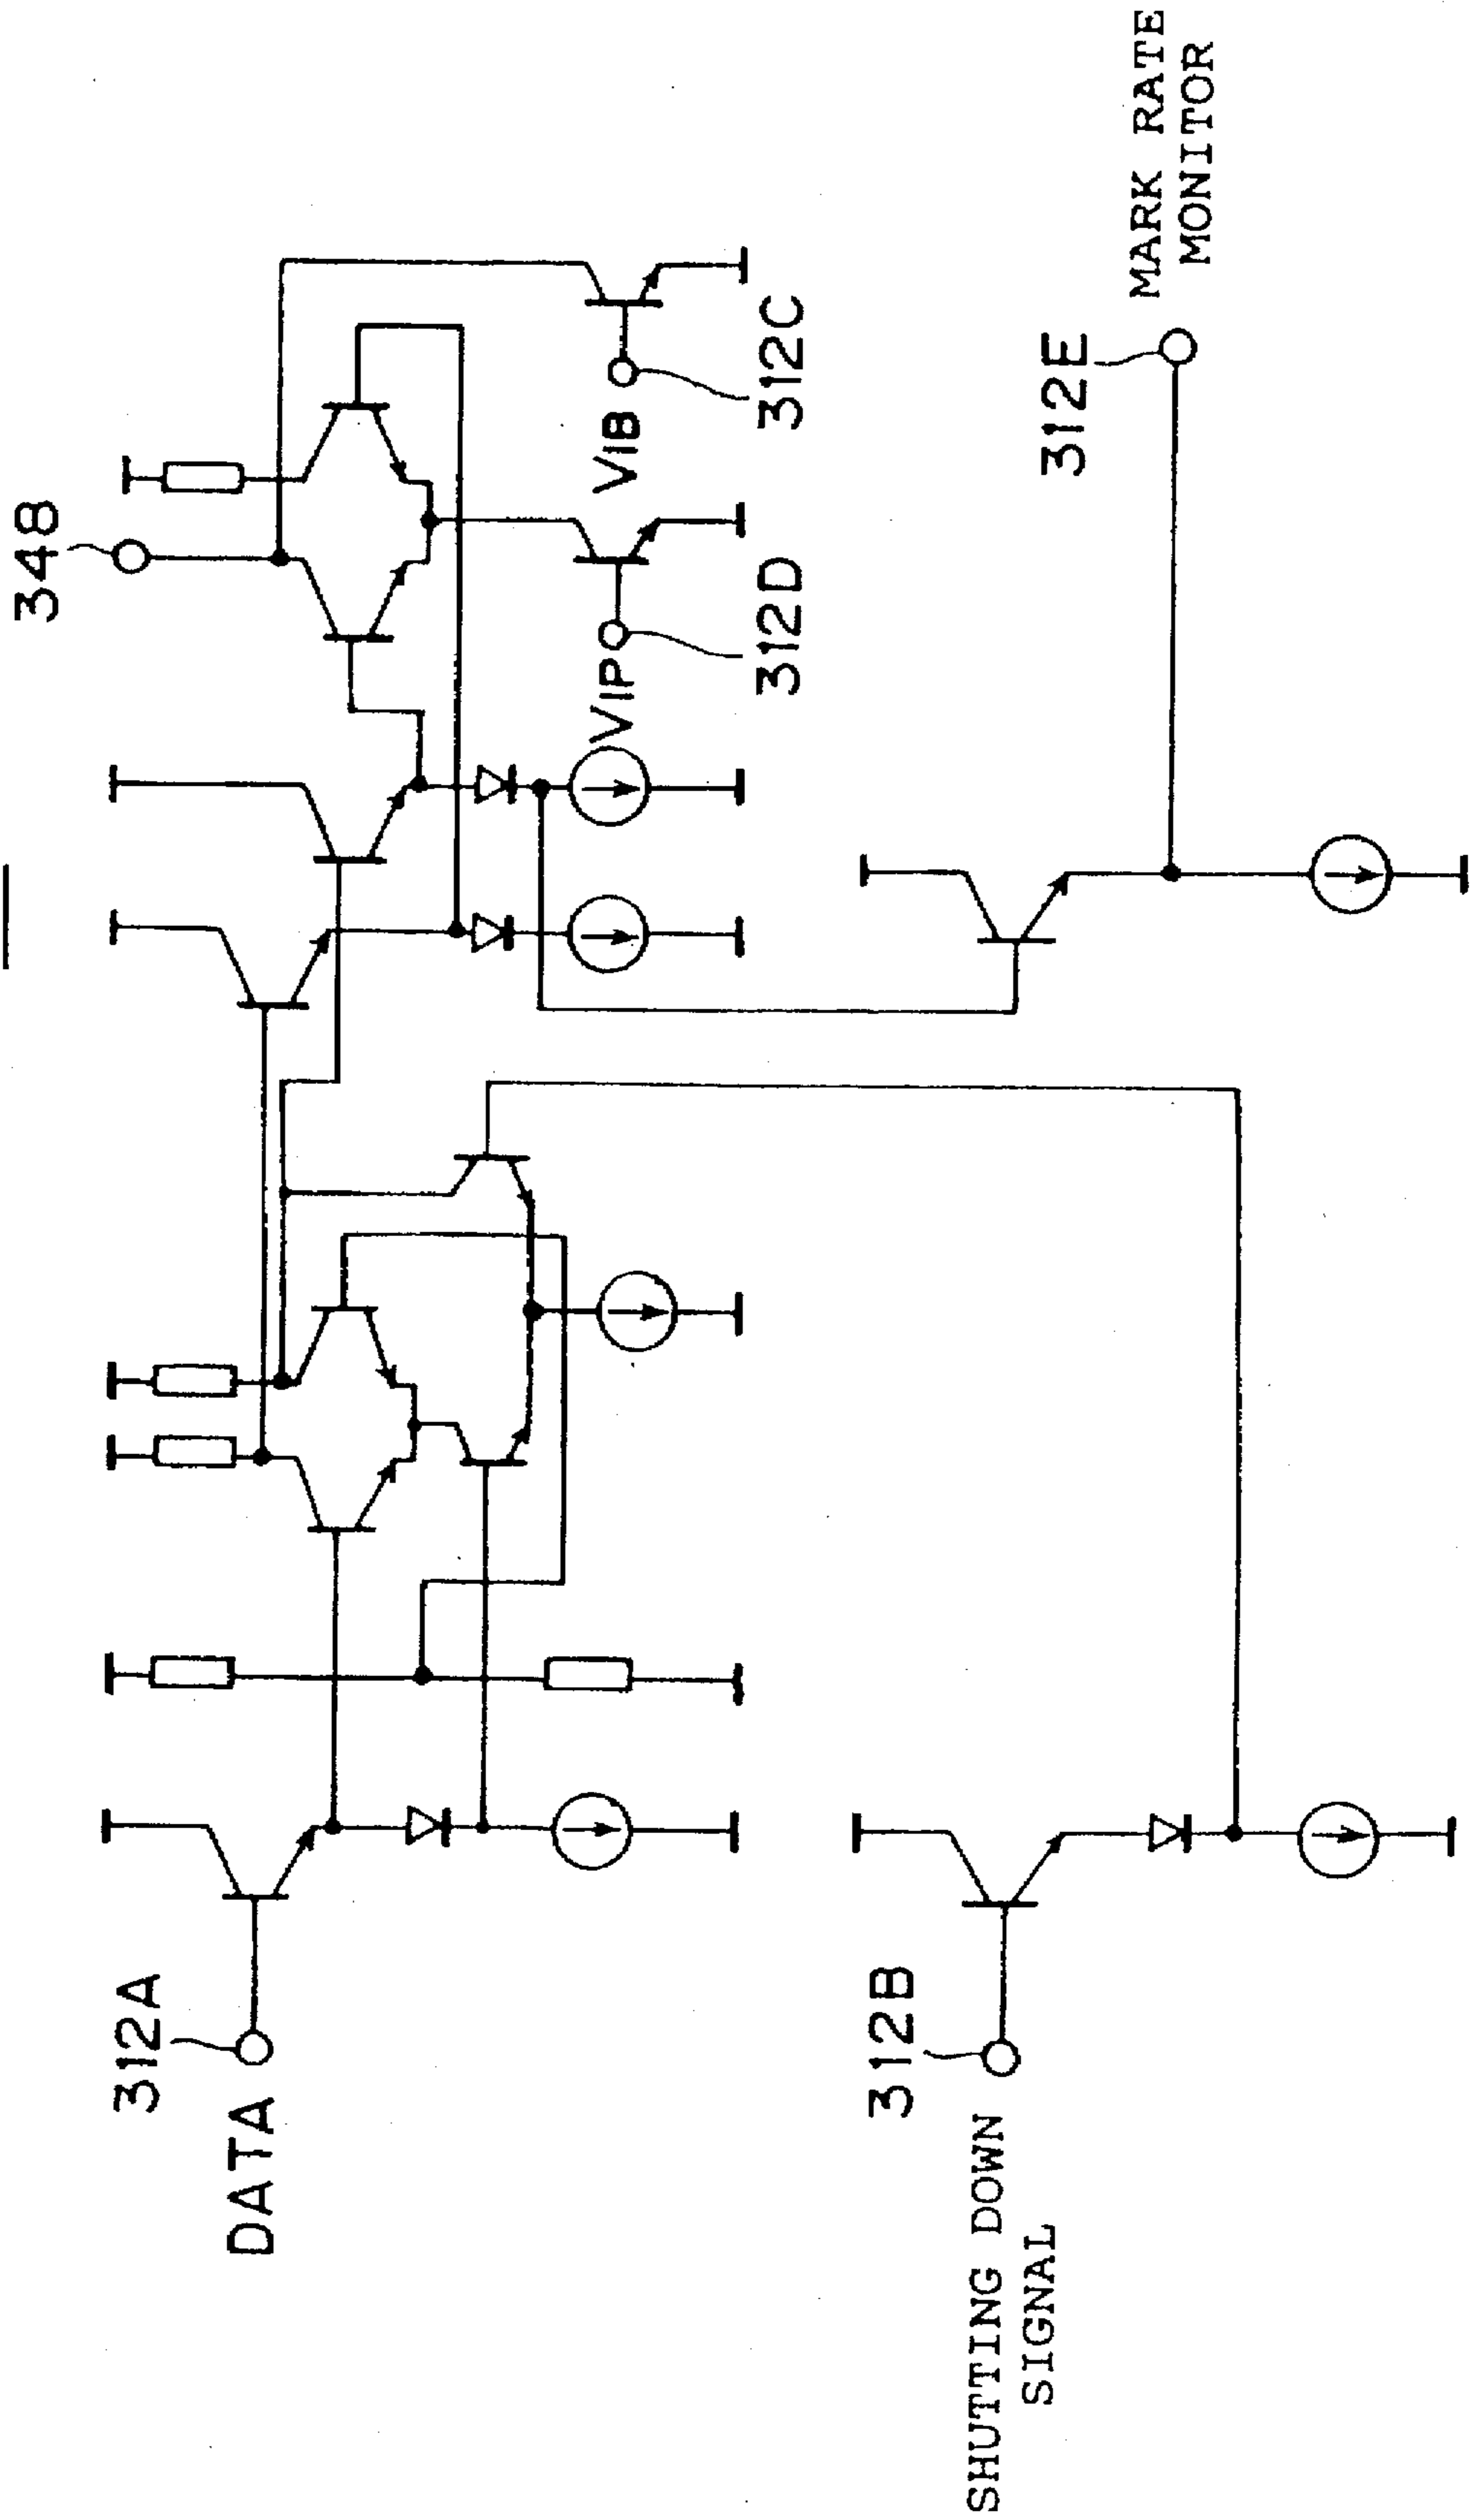 348
312A
DATA
VIP
VIB
312D
312C
312B
SHUTTING DOWN
SIGNAL
312E
MARK RATE
MONITOR